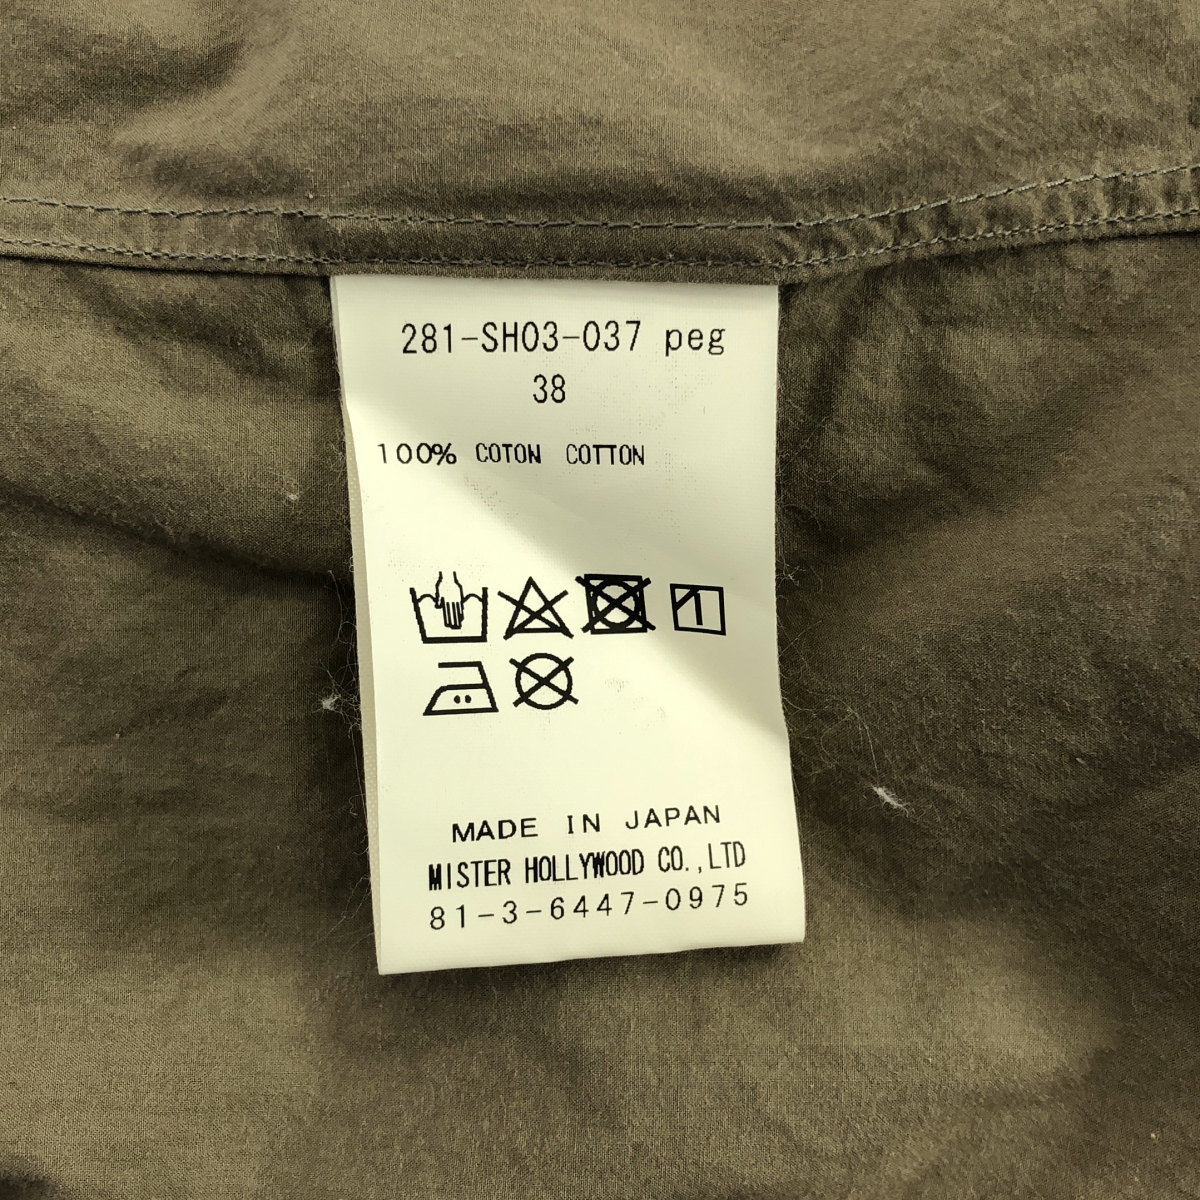 281-SH03-037 peg
38
100% COTON COTTON
MADE IN JAPAN
MISTER HOLLYWOOD CO.,LTD
81-3-6447-0975